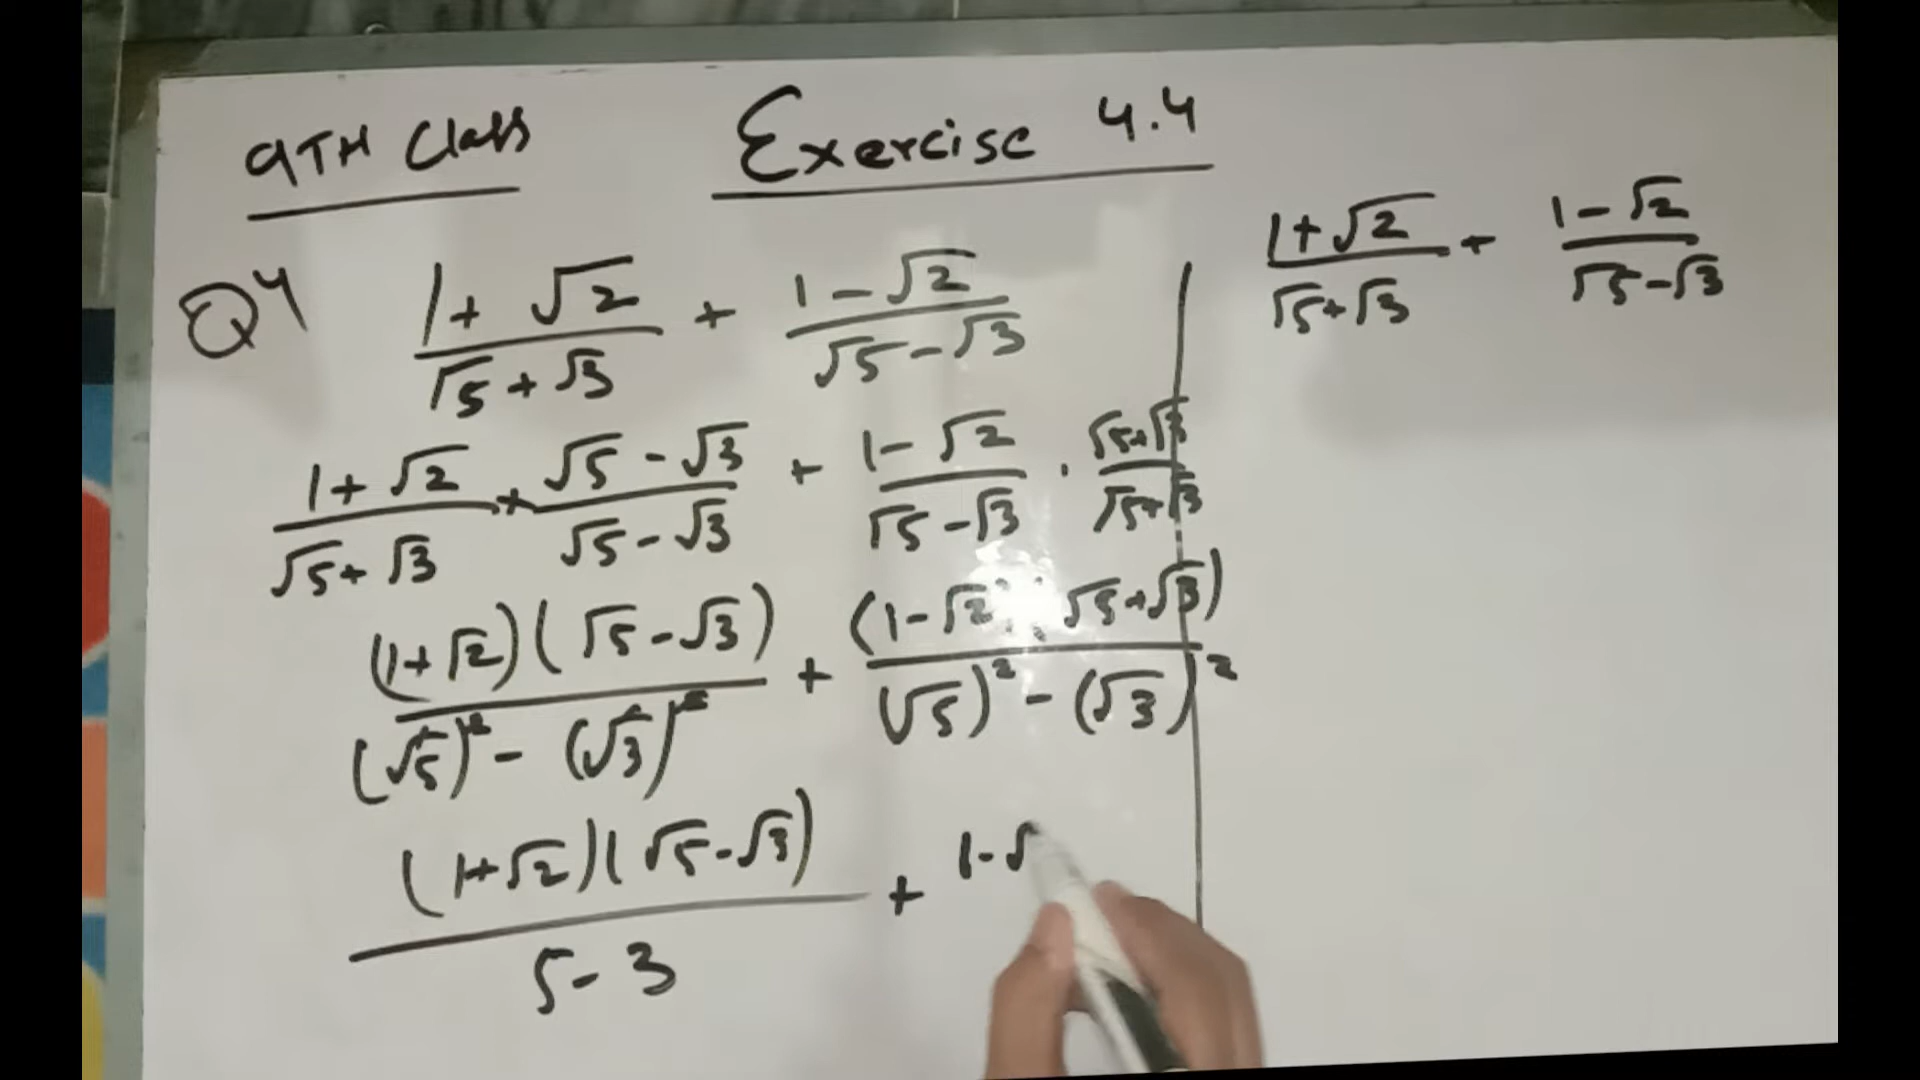 9TH Class Exercise 4.4
Q4 (1+√2)/(√5+√3) + (1-√2)/(√5-√3)
(1+√2)/(√5+√3) × (√5-√3)/(√5-√3) + (1-√2)/(√5-√3) · (√5+√3)/(√5+√3)
(1+√2)(√5-√3)/((√5)²-(√3)²) + (1-√2)(√5+√3)/((√5)²-(√3)²)
(1+√2)(√5-√3)/(5-3) + 1-√
(1+√2)/(√5+√3) + (1-√2)/(√5-√3)